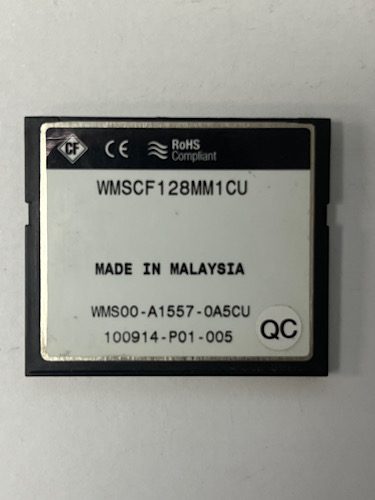 CF CE RoHS
Compliant
WMSCF128MM1CU
MADE IN MALAYSIA
WMS00-A1557-0A5CU
100914-P01-005
QC